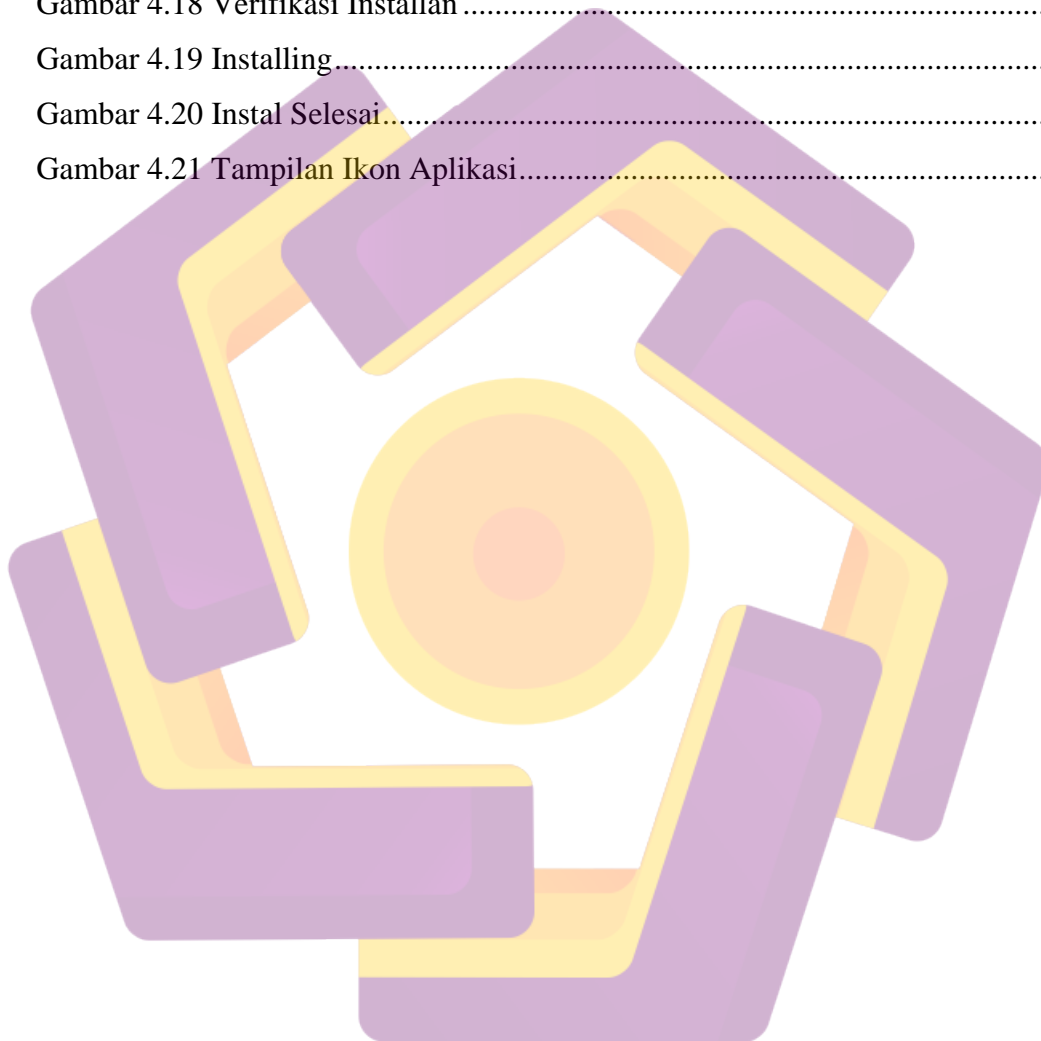 Gambar 4.18 Verifikasi Installan ........................................................................
Gambar 4.19 Installing........................................................................................
Gambar 4.20 Instal Selesai..................................................................................
Gambar 4.21 Tampilan Ikon Aplikasi.................................................................